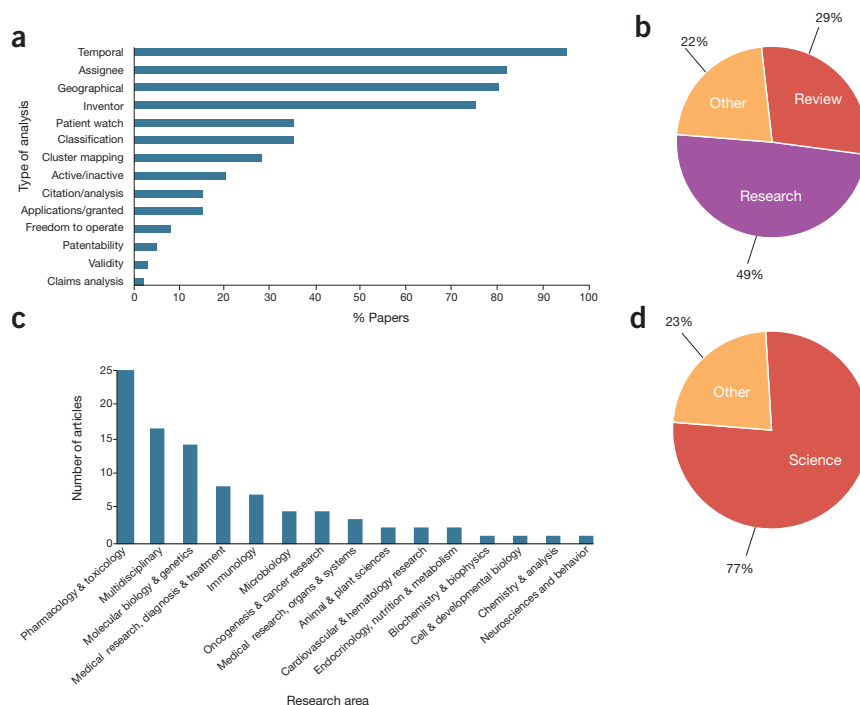 a
Type of analysis
Temporal
Assignee
Geographical
Inventor
Patient watch
Classification
Cluster mapping
Active/inactive
Citation/analysis
Applications/granted
Freedom to operate
Patentability
Validity
Claims analysis
0 10 20 30 40 50 60 70 80 90 100
% Papers
b
22%
29%
Other
Review
Research
49%
c
Number of articles
25
20
15
10
5
0
Pharmacology & toxicology
Multidisciplinary
Molecular biology & genetics
Medical research, diagnosis & treatment
Immunology
Microbiology
Oncogenesis & cancer research
Medical research, organs & systems
Animal & plant sciences
Cardiovascular & hematology research
Endocrinology, nutrition & metabolism
Biochemistry & biophysics
Cell & developmental biology
Chemistry & analysis
Neurosciences and behavior
Research area
d
23%
Other
Science
77%